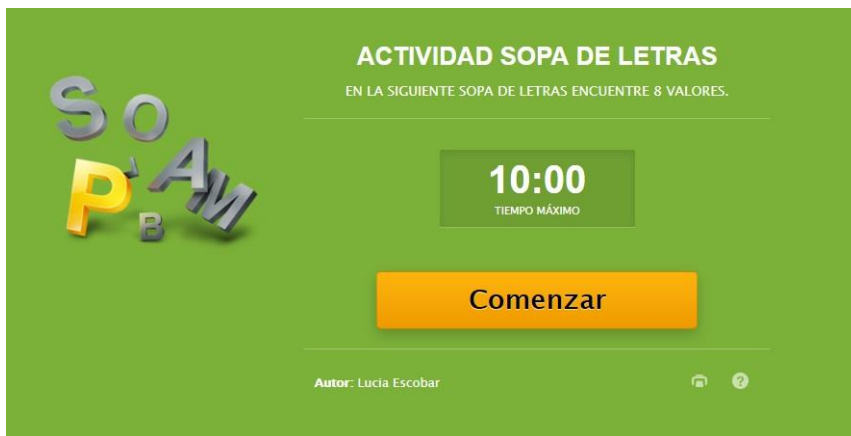 S O
P ' A M
B
ACTIVIDAD SOPA DE LETRAS
EN LA SIGUIENTE SOPA DE LETRAS ENCUENTRE 8 VALORES.
10:00
TIEMPO MÁXIMO
Comenzar
Autor: Lucia Escobar
?